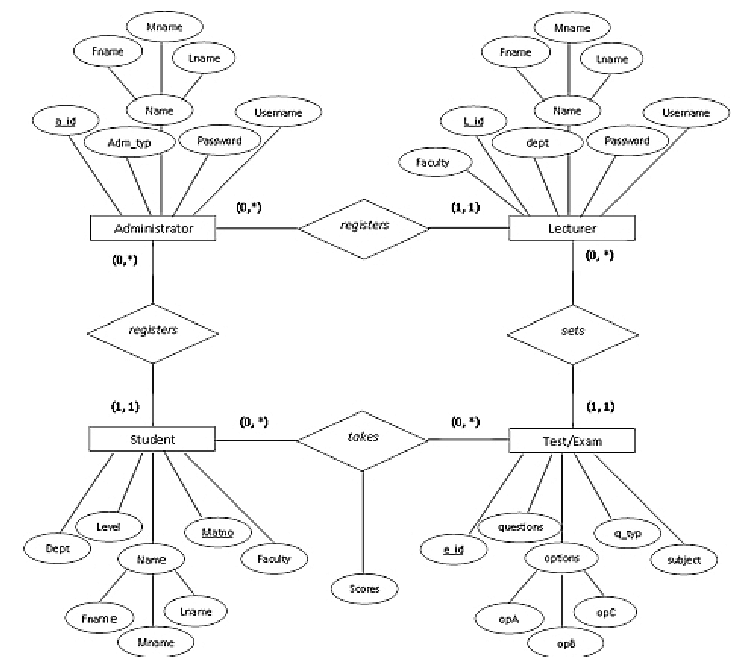 Mname
Fname
Lname
Name
a_id
Adm_typ
Password
Username
Administrator
Mname
Fname
Lname
Name
L_id
dept
Password
Username
Faculty
Lecturer
(0,*)
registers
(1,1)
(0,*)
registers
(1,1)
(0, *)
sets
(1,1)
Student
(0, *)
takes
(0, *)
Test/Exam
Dept
Level
Name
Matno
Faculty
Fname
Mname
Lname
Scores
e_id
questions
options
q_typ
subject
opA
opB
opC